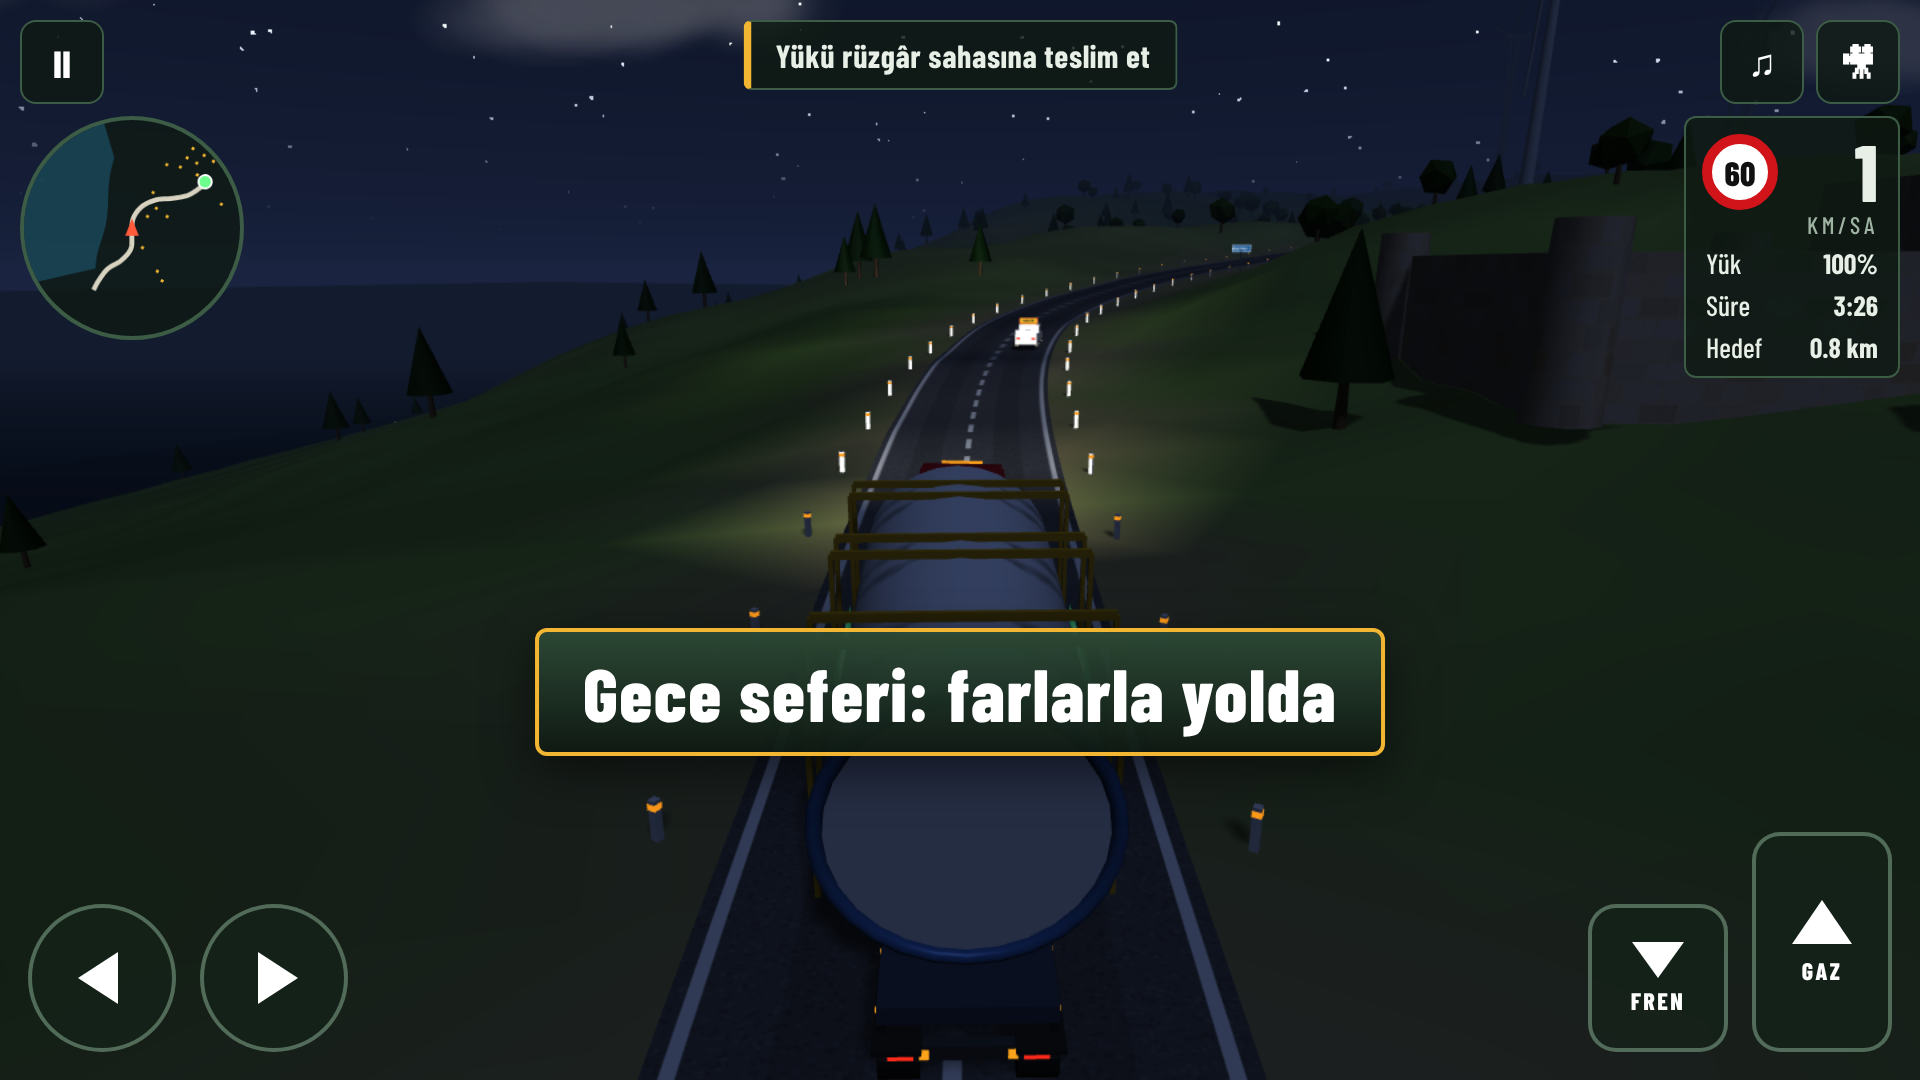 Yükü rüzgâr sahasına teslim et
60
1
KM/SA
Yük 100%
Süre 3:26
Hedef 0.8 km
Gece seferi: farlarla yolda
FREN
GAZ